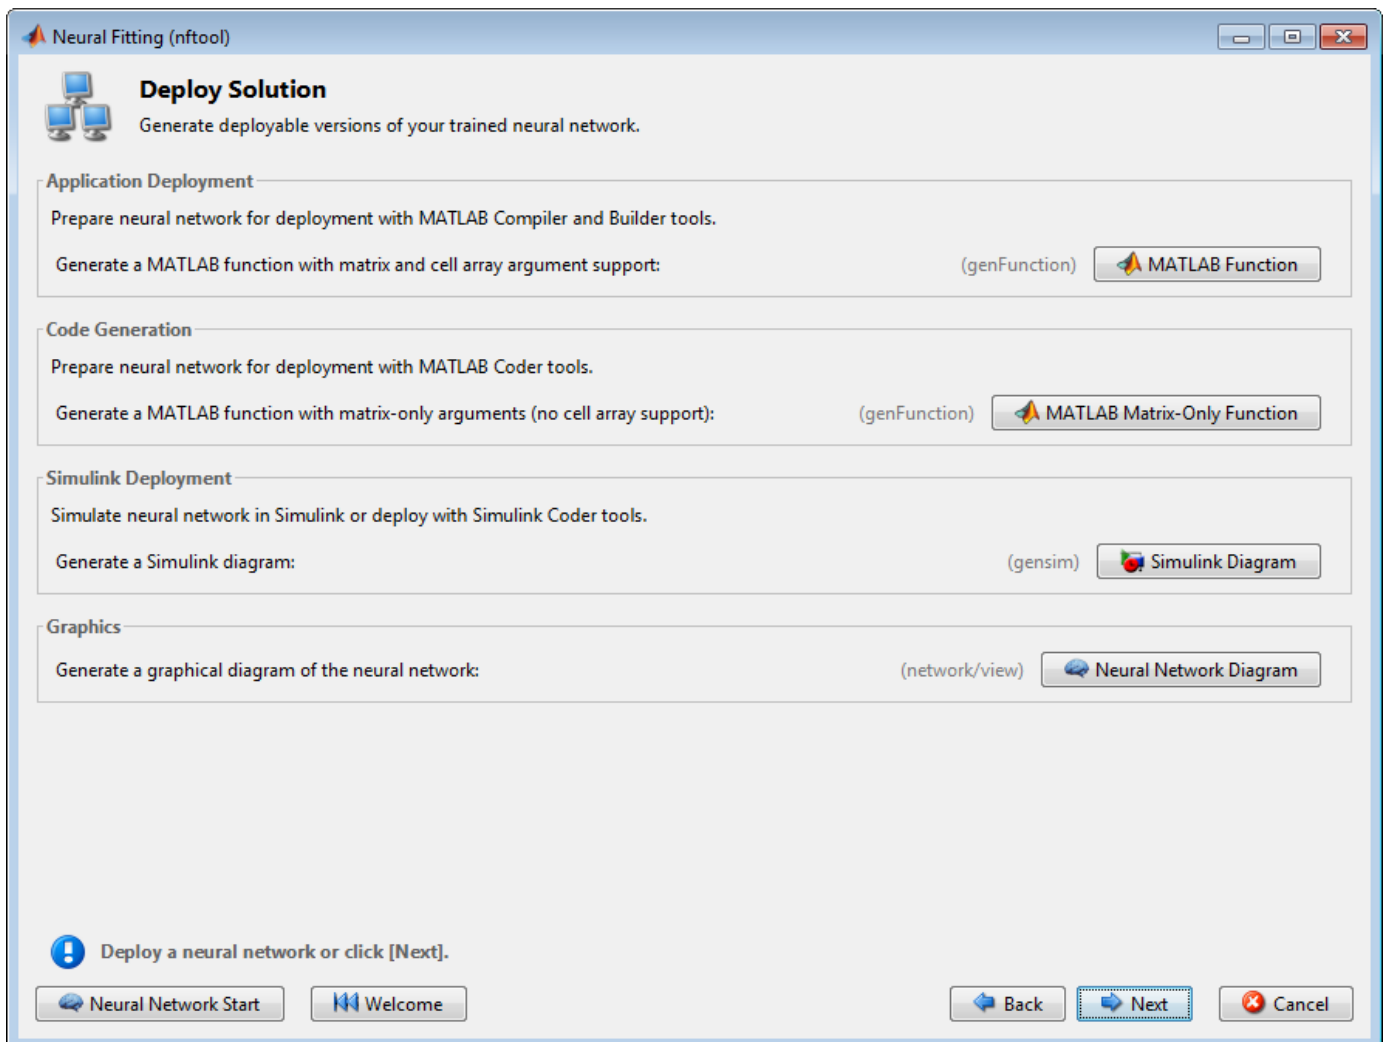 Neural Fitting (nftool)
Deploy Solution
Generate deployable versions of your trained neural network.
Application Deployment
Prepare neural network for deployment with MATLAB Compiler and Builder tools.
Generate a MATLAB function with matrix and cell array argument support: (genFunction) MATLAB Function
Code Generation
Prepare neural network for deployment with MATLAB Coder tools.
Generate a MATLAB function with matrix-only arguments (no cell array support): (genFunction) MATLAB Matrix-Only Function
Simulink Deployment
Simulate neural network in Simulink or deploy with Simulink Coder tools.
Generate a Simulink diagram: (gensim) Simulink Diagram
Graphics
Generate a graphical diagram of the neural network: (network/view) Neural Network Diagram
Deploy a neural network or click [Next].
Neural Network Start Welcome Back Next Cancel